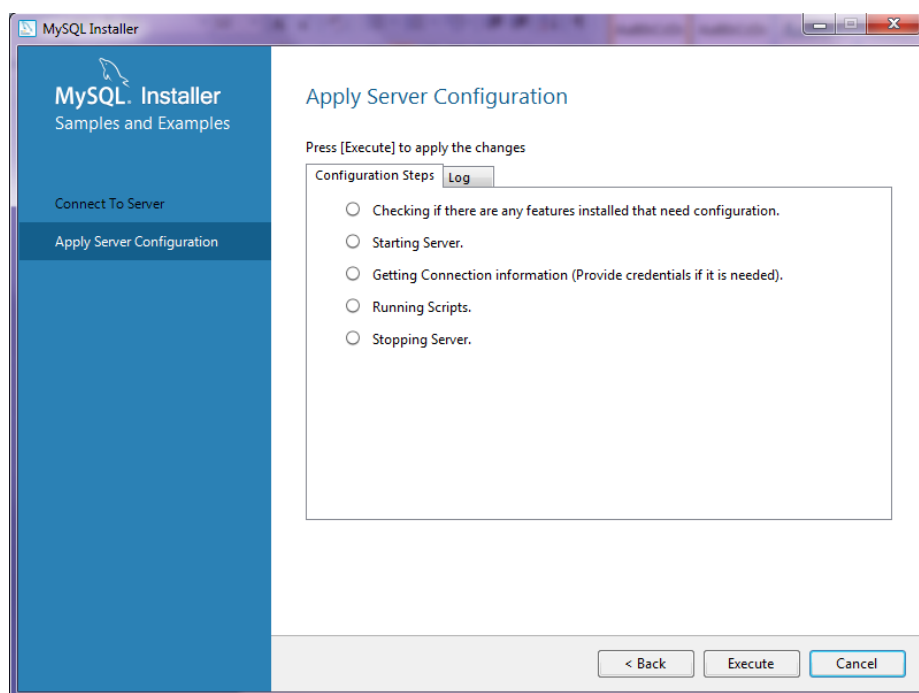 MySQL Installer
MySQL. Installer
Samples and Examples
Connect To Server
Apply Server Configuration
Apply Server Configuration
Press [Execute] to apply the changes
Configuration Steps
Log
Checking if there are any features installed that need configuration.
Starting Server.
Getting Connection information (Provide credentials if it is needed).
Running Scripts.
Stopping Server.
< Back
Execute
Cancel